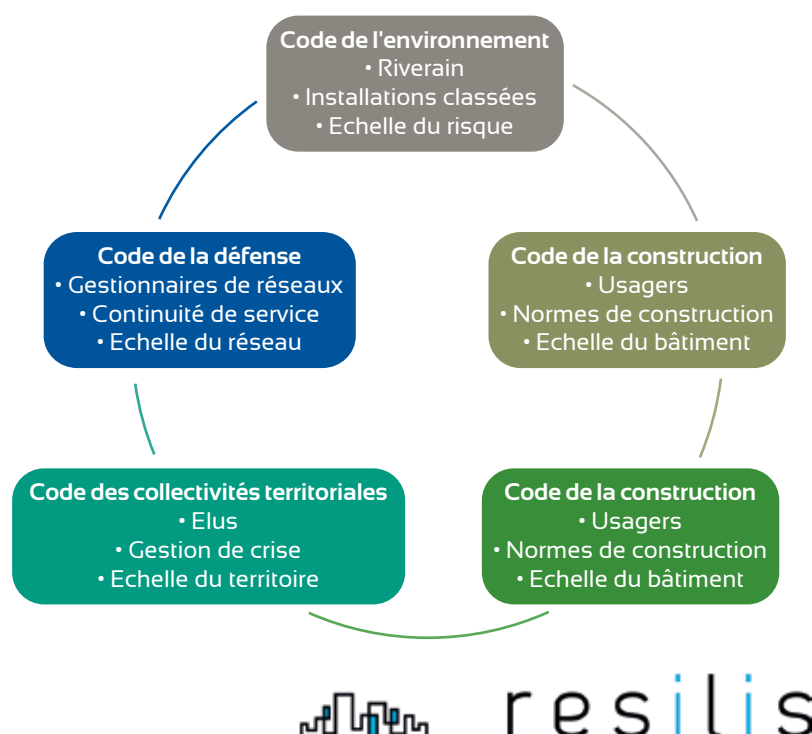 Code de l'environnement
• Riverain
• Installations classées
• Echelle du risque
Code de la défense
• Gestionnaires de réseaux
• Continuité de service
• Echelle du réseau
Code de la construction
• Usagers
• Normes de construction
• Echelle du bâtiment
Code des collectivités territoriales
• Elus
• Gestion de crise
• Echelle du territoire
Code de la construction
• Usagers
• Normes de construction
• Echelle du bâtiment
resilis